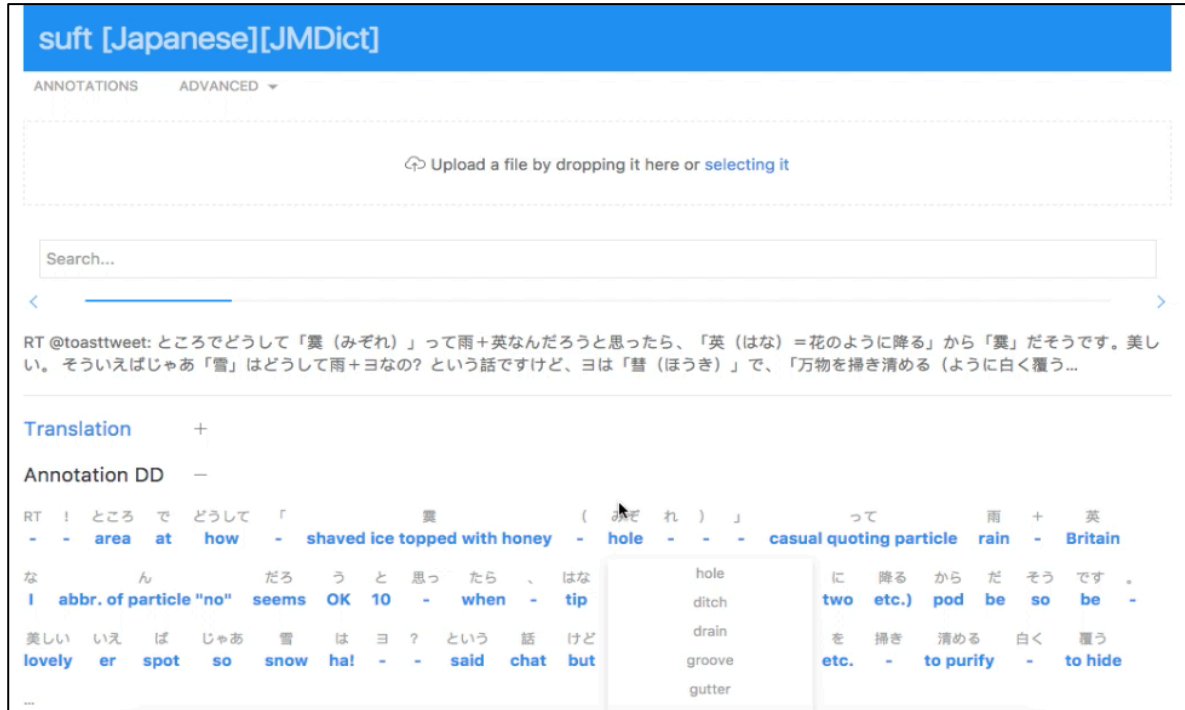 suft [Japanese][JMDict]
ANNOTATIONS ADVANCED
Upload a file by dropping it here or selecting it
Search...
RT @toasttweet: ところでどうして「霙（みぞれ）」って雨＋英なんだろうと思ったら、「英（はな）＝花のように降る」から「霙」だそうです。美し
い。 そういえばじゃあ「雪」はどうして雨＋ヨなの? という話ですけど、ヨは「彗（ほうき）」で、「万物を掃き清める（ように白く覆う...
Translation +
Annotation DD −
RT ! ところ で どうして 「 霙 ( みぞ れ ) 」 って 雨 + 英
- - area at how - shaved ice topped with honey - hole - - - casual quoting particle rain - Britain
な ん だろ う と 思っ たら 、 はな hole に 降る から だ そう です 。
I abbr. of particle "no" seems OK 10 - when - tip ditch two etc.) pod be so be -
drain
美しい いえ ば じゃあ 雪 は ヨ ? という 話 けど を 掃き 清める 白く 覆う
lovely er spot so snow ha! - - said chat but groove etc. - to purify - to hide
gutter
...